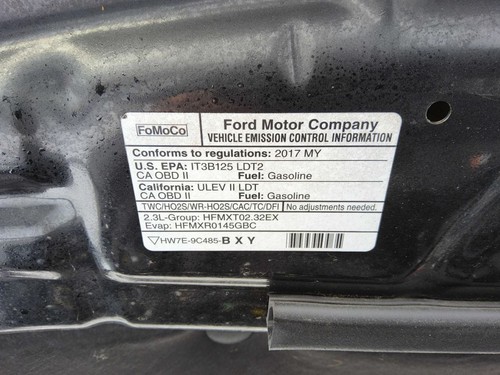 FoMoCo
Ford Motor Company
VEHICLE EMISSION CONTROL INFORMATION
Conforms to regulations: 2017 MY
U.S. EPA: IT3B125 LDT2
CA OBD II Fuel: Gasoline
California: ULEV II LDT
CA OBD II Fuel: Gasoline
TWC/HO2S/WR-HO2S/CAC/TC/DFI No adjustments needed.
2.3L-Group: HFMXT02.32EX
Evap: HFMXR0145GBC
HW7E-9C485-BXY